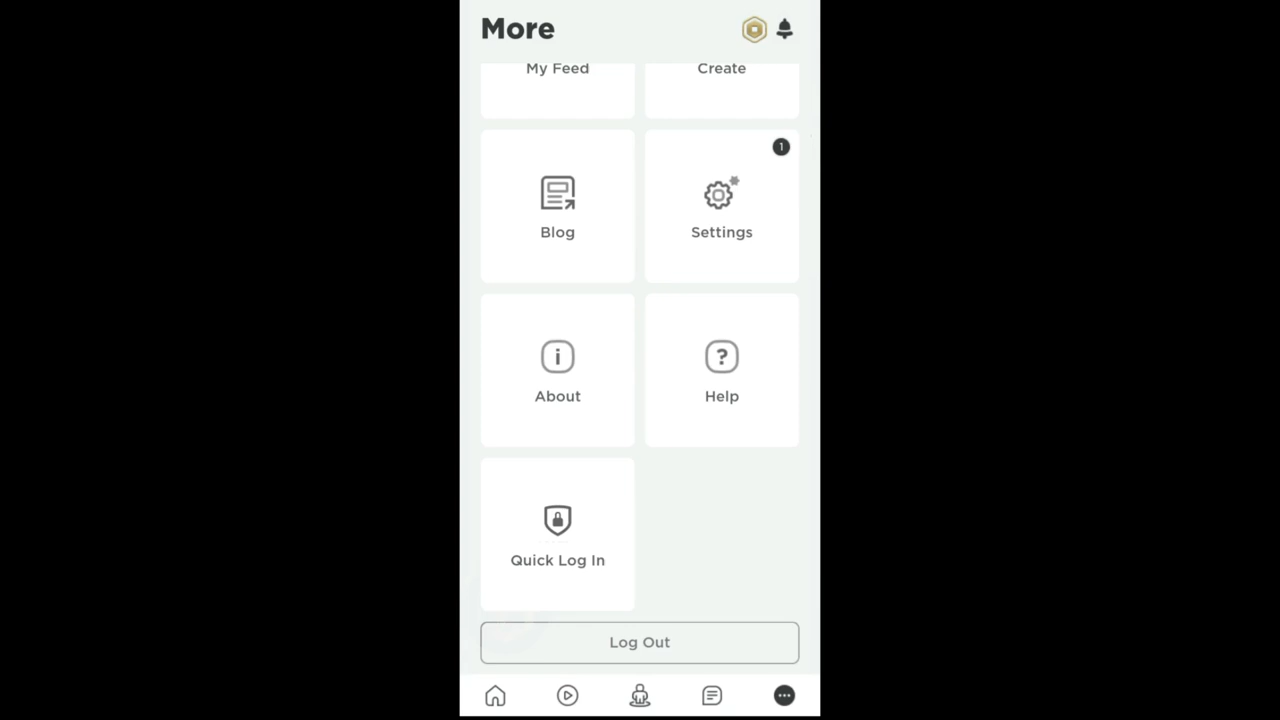 More
My Feed
Create
1
Blog
Settings
i
?
About
Help
Quick Log In
Log Out